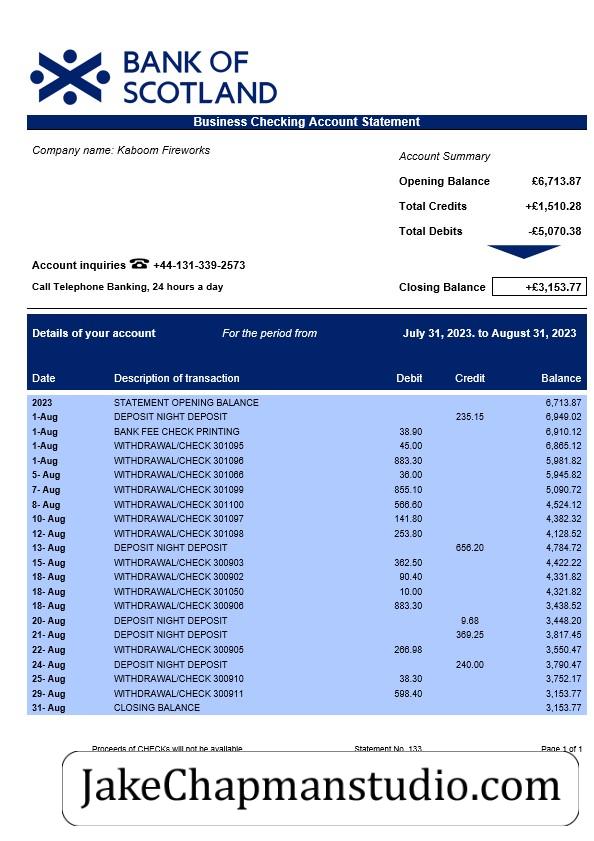 BANK OF
SCOTLAND
Business Checking Account Statement
Company name: Kaboom Fireworks
Account Summary
Opening Balance £6,713.87
Total Credits +£1,510.28
Total Debits -£5,070.38
Account inquiries ☎ +44-131-339-2573
Call Telephone Banking, 24 hours a day
Closing Balance +£3,153.77
Details of your account For the period from July 31, 2023. to August 31, 2023
Date Description of transaction Debit Credit Balance
2023 STATEMENT OPENING BALANCE 6,713.87
1-Aug DEPOSIT NIGHT DEPOSIT 235.15 6,949.02
1-Aug BANK FEE CHECK PRINTING 38.90 6,910.12
1-Aug WITHDRAWAL/CHECK 301095 45.00 6,865.12
1-Aug WITHDRAWAL/CHECK 301096 883.30 5,981.82
5- Aug WITHDRAWAL/CHECK 301066 36.00 5,945.82
7- Aug WITHDRAWAL/CHECK 301099 855.10 5,090.72
8- Aug WITHDRAWAL/CHECK 301100 566.60 4,524.12
10- Aug WITHDRAWAL/CHECK 301097 141.80 4,382.32
12- Aug WITHDRAWAL/CHECK 301098 253.80 4,128.52
13- Aug DEPOSIT NIGHT DEPOSIT 656.20 4,784.72
15- Aug WITHDRAWAL/CHECK 300903 362.50 4,422.22
18- Aug WITHDRAWAL/CHECK 300902 90.40 4,331.82
18- Aug WITHDRAWAL/CHECK 301050 10.00 4,321.82
18- Aug WITHDRAWAL/CHECK 300906 883.30 3,438.52
20- Aug DEPOSIT NIGHT DEPOSIT 9.68 3,448.20
21- Aug DEPOSIT NIGHT DEPOSIT 369.25 3,817.45
22- Aug WITHDRAWAL/CHECK 300905 266.98 3,550.47
24- Aug DEPOSIT NIGHT DEPOSIT 240.00 3,790.47
25- Aug WITHDRAWAL/CHECK 300910 38.30 3,752.17
29- Aug WITHDRAWAL/CHECK 300911 598.40 3,153.77
31- Aug CLOSING BALANCE 3,153.77
Proceeds of CHECKs will not be available Statement No. 133 Page 1 of 1
JakeChapmanstudio.com